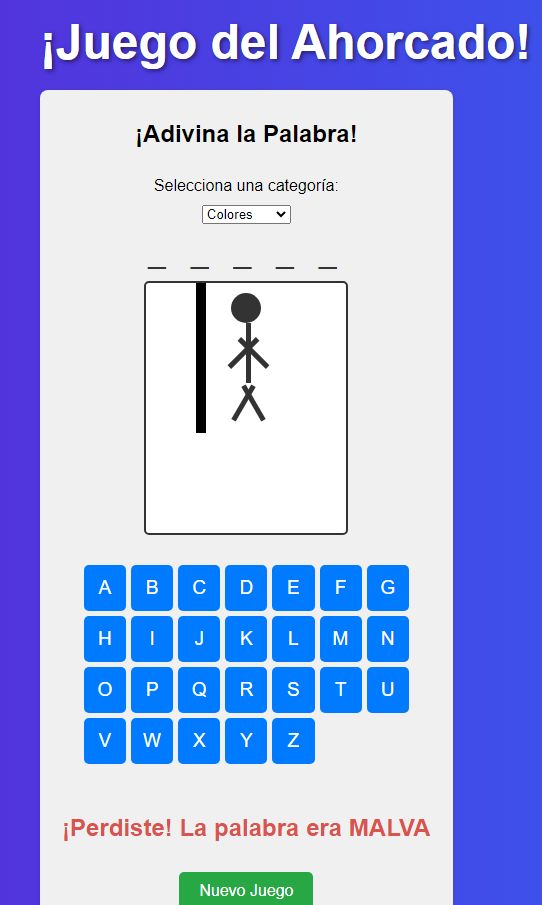 ¡Juego del Ahorcado!
¡Adivina la Palabra!
Selecciona una categoría:
Colores
_ _ _ _ _
A B C D E F G
H I J K L M N
O P Q R S T U
V W X Y Z
¡Perdiste! La palabra era MALVA
Nuevo Juego